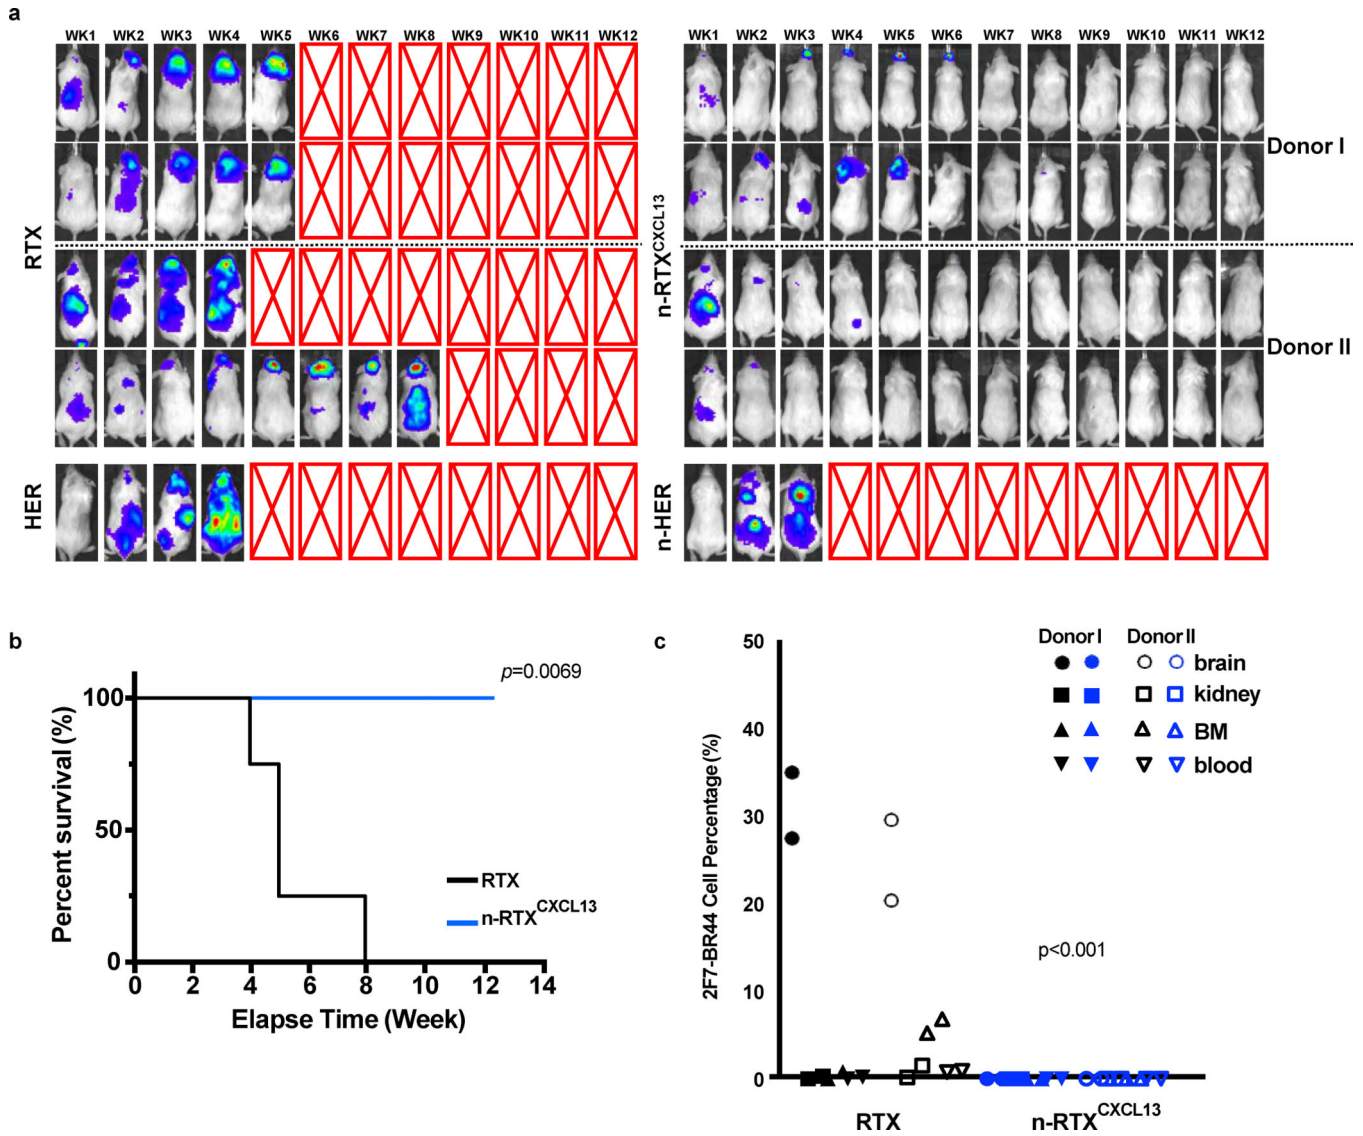 a
WK1 WK2 WK3 WK4 WK5 WK6 WK7 WK8 WK9 WK10 WK11 WK12
WK1 WK2 WK3 WK4 WK5 WK6 WK7 WK8 WK9 WK10 WK11 WK12
RTX
HER
n-RTXCXCL13
n-HER
Donor I
Donor II
b
p=0.0069
Percent survival (%)
100
50
0
RTX
n-RTXCXCL13
0 2 4 6 8 10 12 14
Elapse Time (Week)
c
2F7-BR44 Cell Percentage (%)
50
40
30
20
10
0
Donor I Donor II
brain
kidney
BM
blood
p<0.001
RTX n-RTXCXCL13